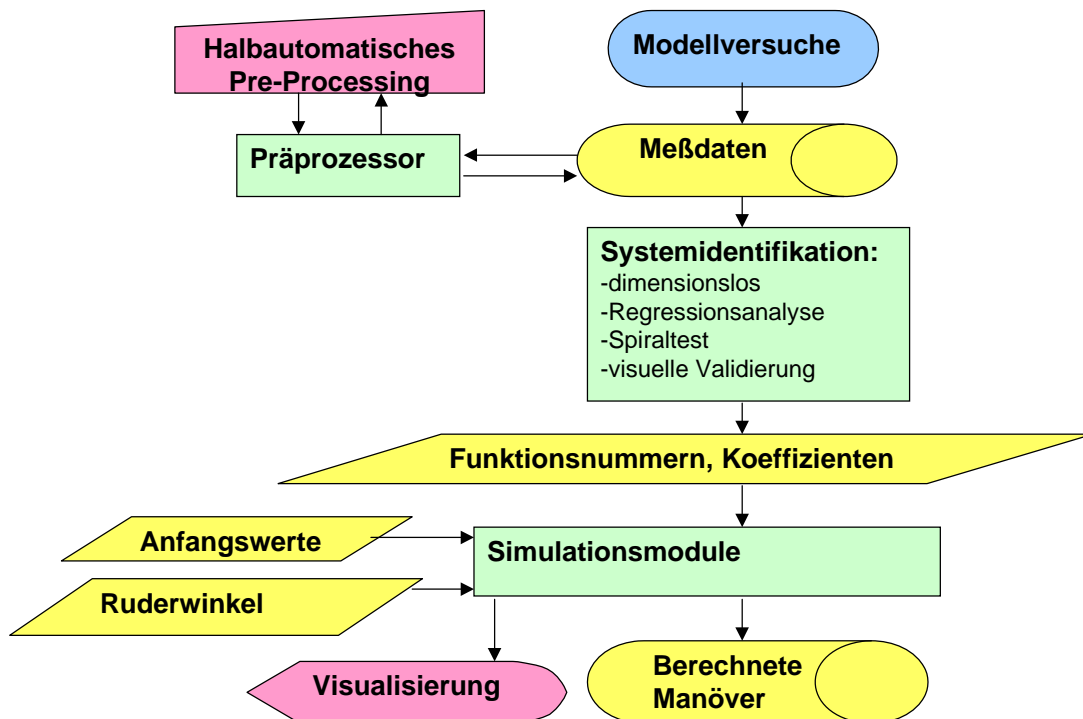 Halbautomatisches
Pre-Processing
Modellversuche
Präprozessor
Meßdaten
Systemidentifikation:
-dimensionslos
-Regressionsanalyse
-Spiraltest
-visuelle Validierung
Funktionsnummern, Koeffizienten
Anfangswerte
Simulationsmodule
Ruderwinkel
Visualisierung
Berechnete
Manöver